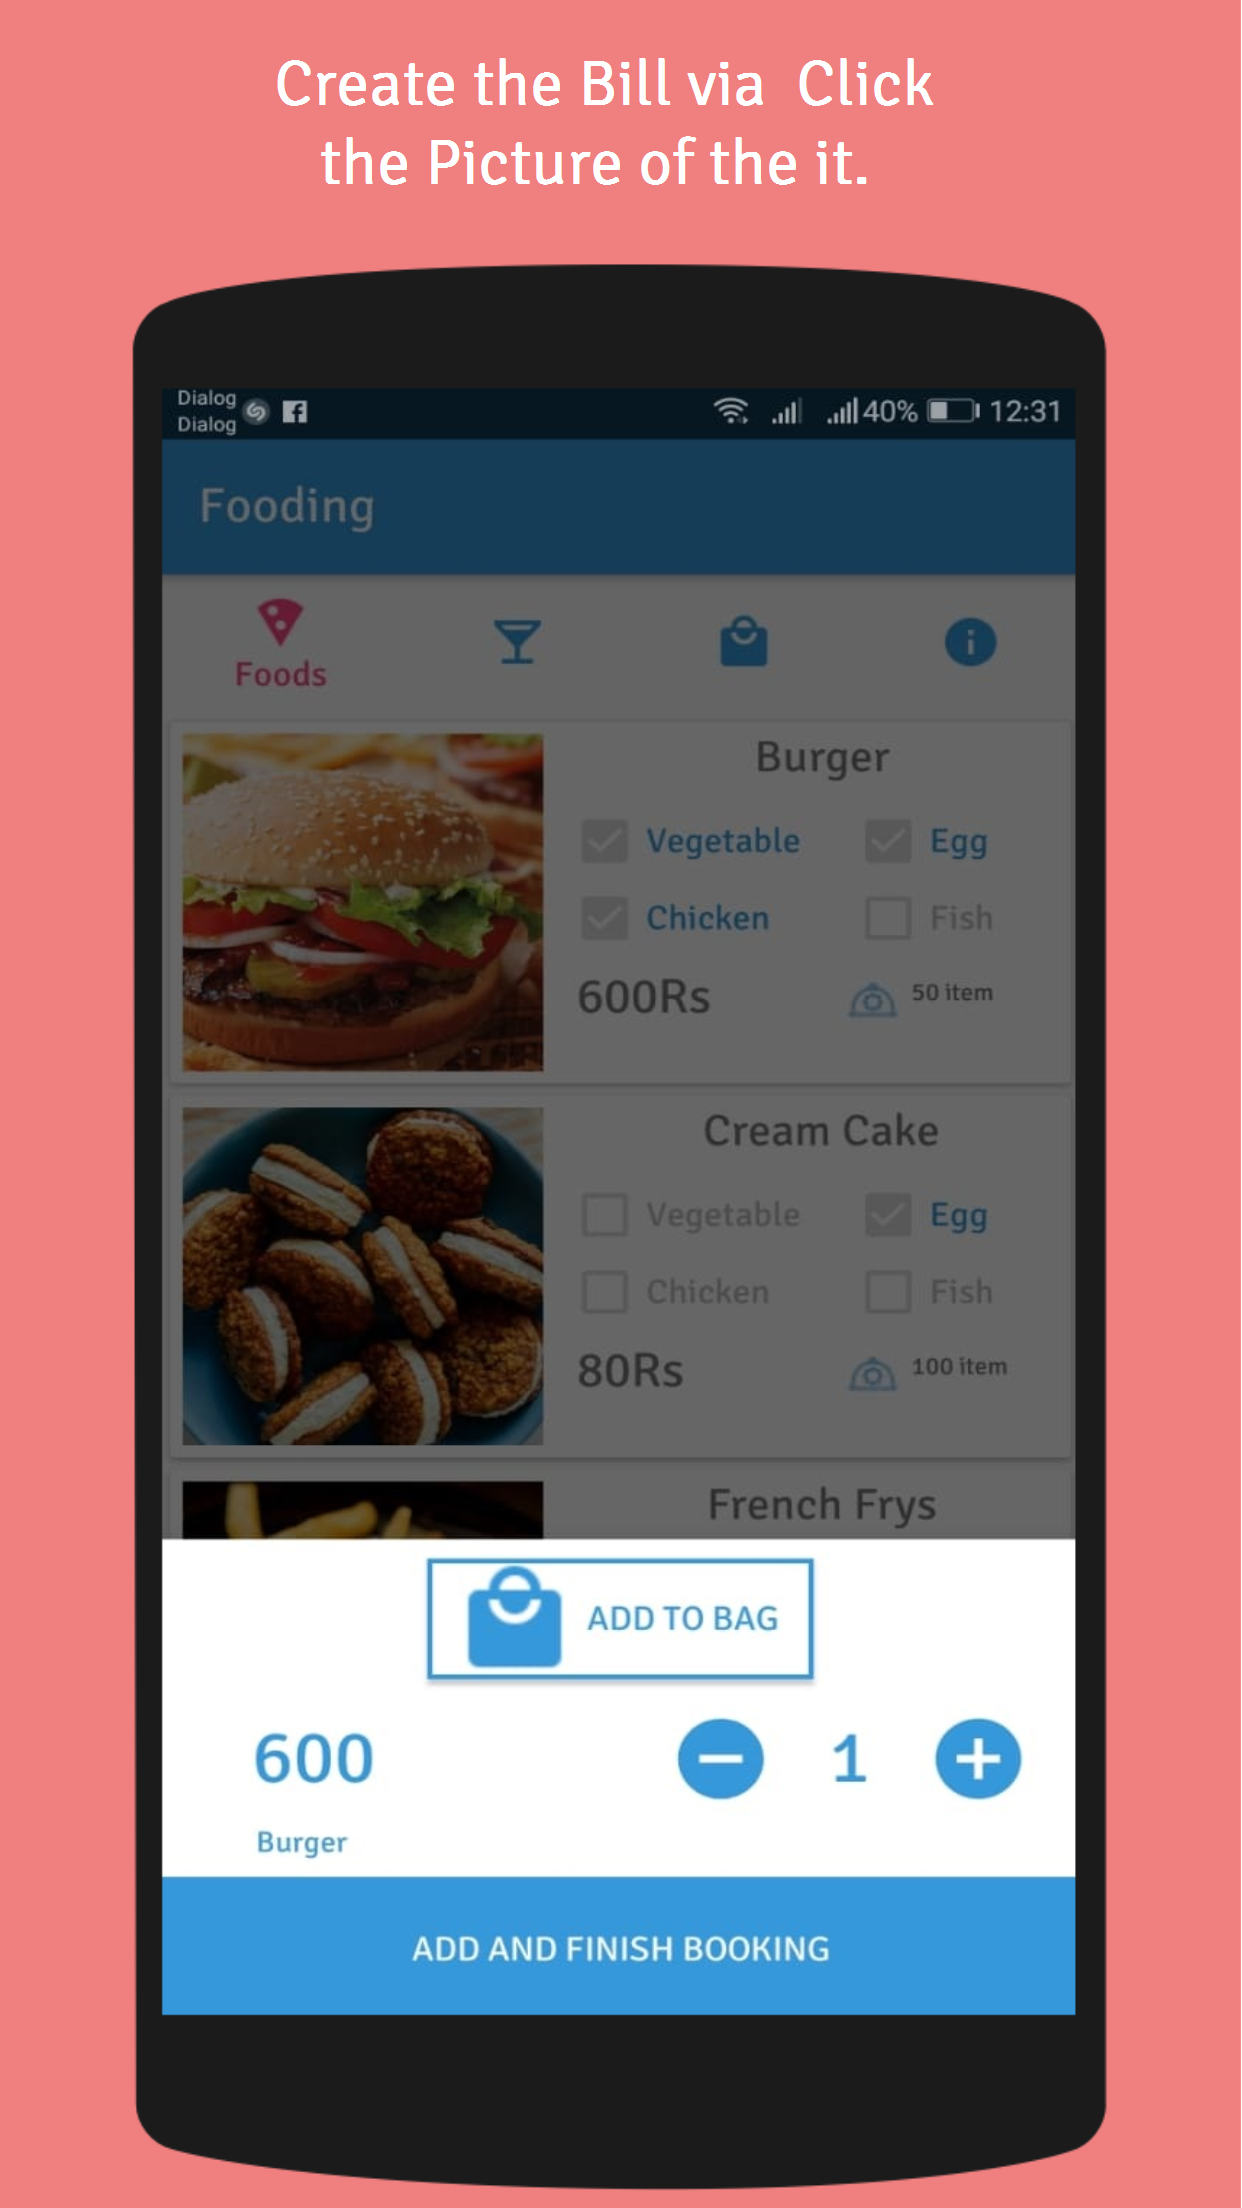 Create the Bill via  Click
the Picture of the it.
Dialog
Dialog
40% 12:31
Fooding
Foods
Burger
Vegetable Egg
Chicken Fish
600Rs 50 item
Cream Cake
Vegetable Egg
Chicken Fish
80Rs 100 item
French Frys
ADD TO BAG
600 1
Burger
ADD AND FINISH BOOKING